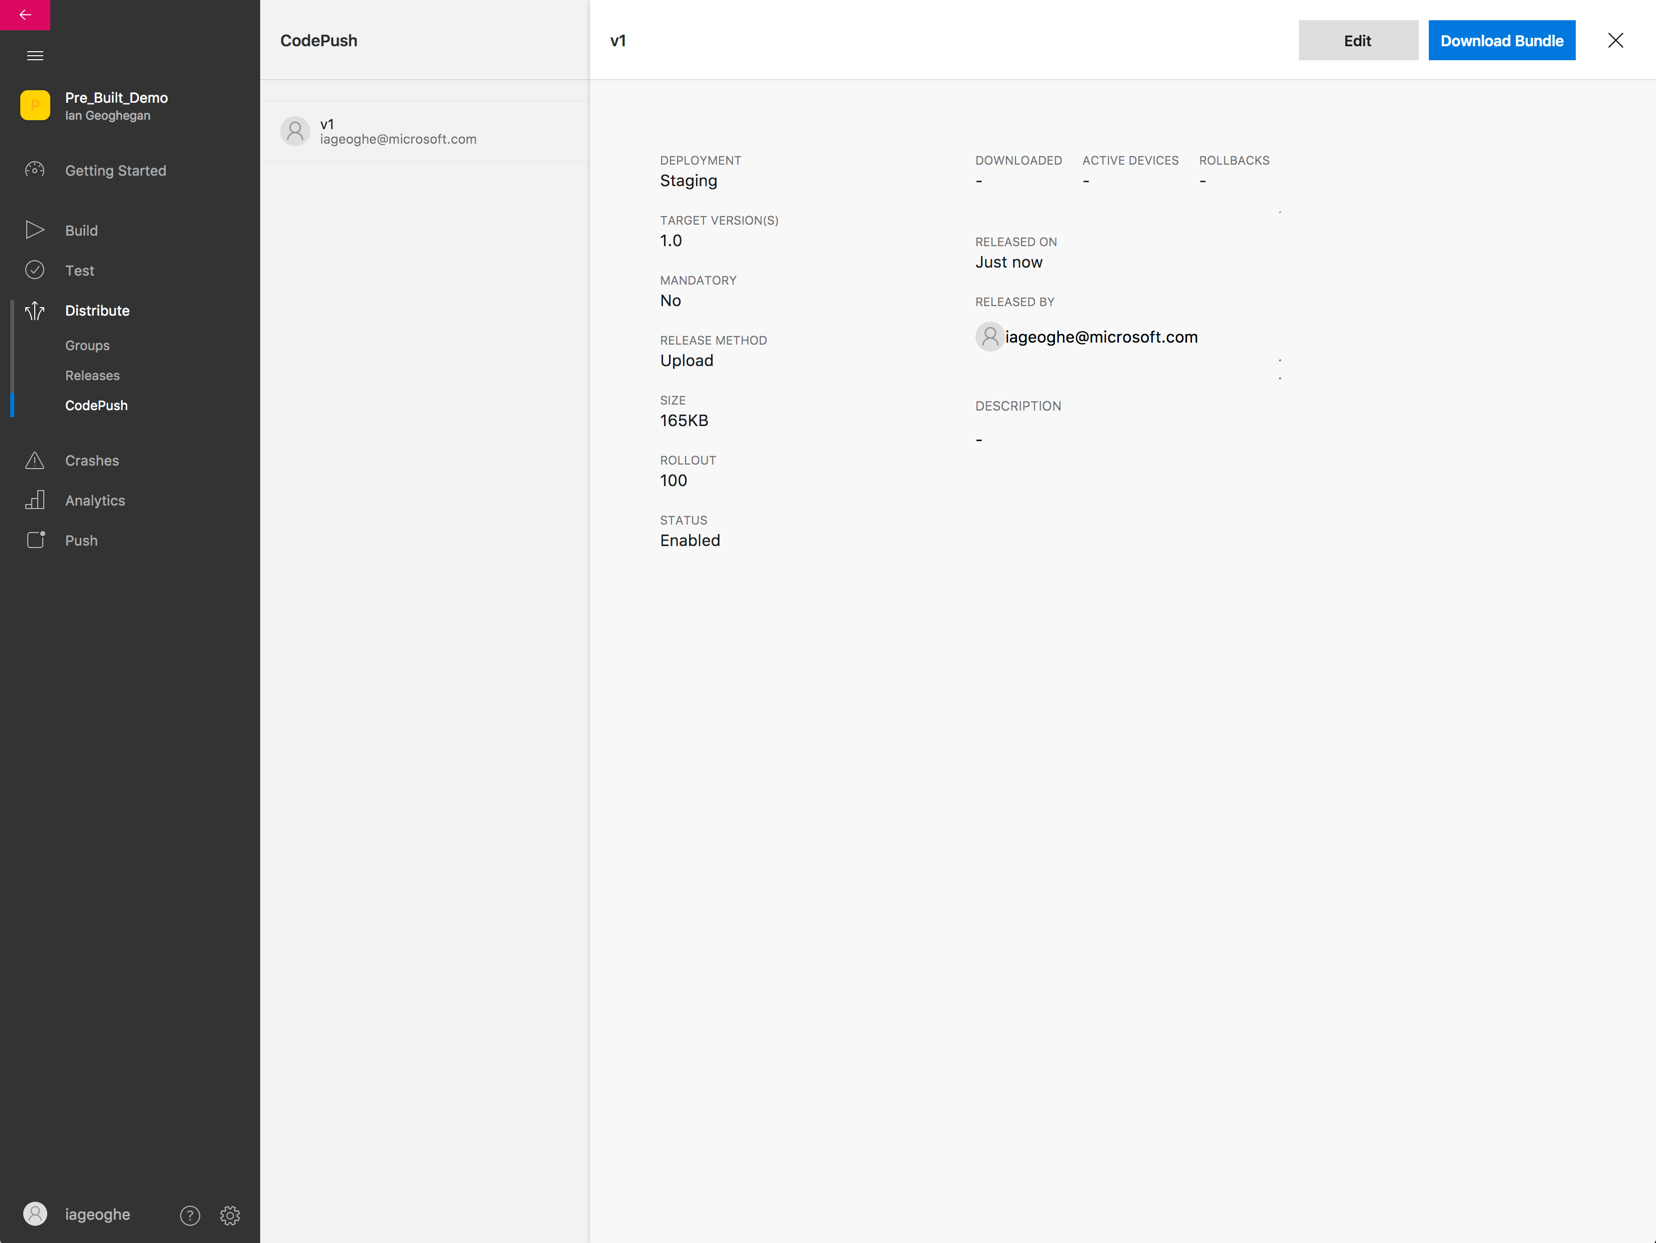 Pre_Built_Demo
Ian Geoghegan
P
Getting Started
Build
Test
Distribute
Groups
Releases
CodePush
Crashes
Analytics
Push
iageoghe
?
CodePush
v1
iageoghe@microsoft.com
v1
Edit
Download Bundle
DEPLOYMENT
Staging
TARGET VERSION(S)
1.0
MANDATORY
No
RELEASE METHOD
Upload
SIZE
165KB
ROLLOUT
100
STATUS
Enabled
DOWNLOADED ACTIVE DEVICES ROLLBACKS
- - -
RELEASED ON
Just now
RELEASED BY
iageoghe@microsoft.com
DESCRIPTION
-